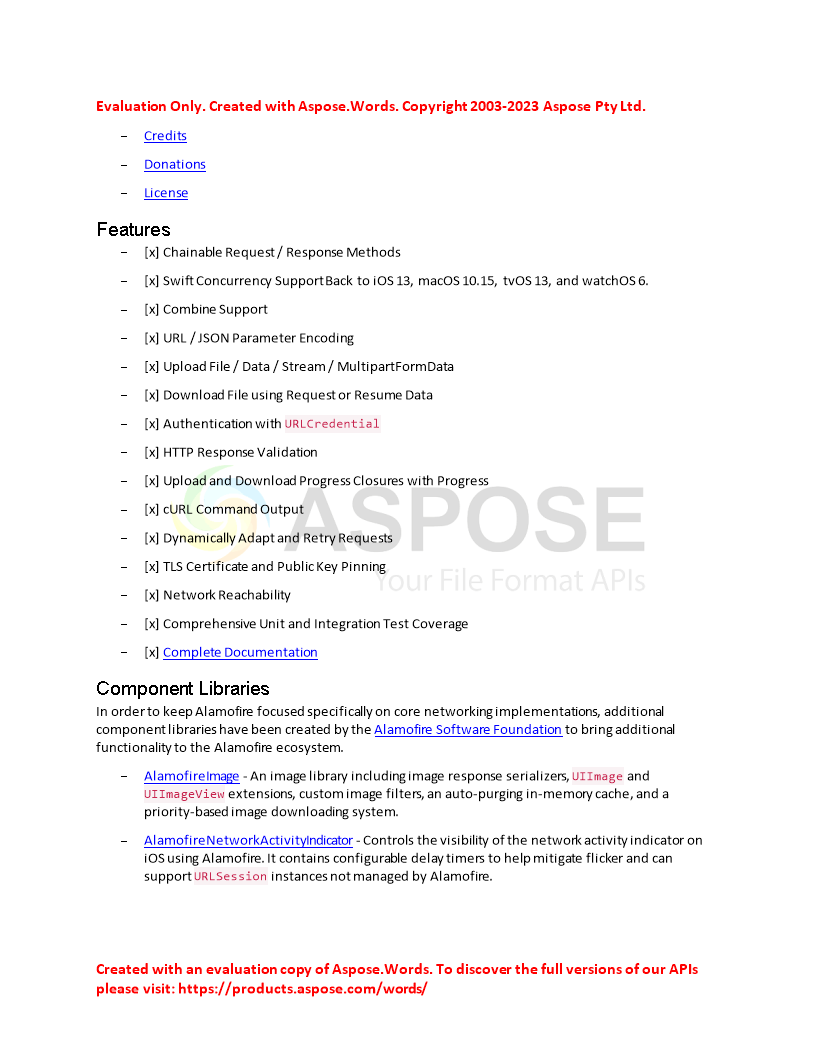 Evaluation Only. Created with Aspose.Words. Copyright 2003-2023 Aspose Pty Ltd.
- Credits
- Donations
- License
Features
- [x] Chainable Request / Response Methods
- [x] Swift Concurrency Support Back to iOS 13, macOS 10.15, tvOS 13, and watchOS 6.
- [x] Combine Support
- [x] URL / JSON Parameter Encoding
- [x] Upload File / Data / Stream / MultipartFormData
- [x] Download File using Request or Resume Data
- [x] Authentication with URLCredential
- [x] HTTP Response Validation
- [x] Upload and Download Progress Closures with Progress
- [x] cURL Command Output
- [x] Dynamically Adapt and Retry Requests
- [x] TLS Certificate and Public Key Pinning
- [x] Network Reachability
- [x] Comprehensive Unit and Integration Test Coverage
- [x] Complete Documentation
ASPOSE
Your File Format APIs
Component Libraries
In order to keep Alamofire focused specifically on core networking implementations, additional
component libraries have been created by the Alamofire Software Foundation to bring additional
functionality to the Alamofire ecosystem.
- AlamofireImage - An image library including image response serializers, UIImage and
UIImageView extensions, custom image filters, an auto-purging in-memory cache, and a
priority-based image downloading system.
- AlamofireNetworkActivityIndicator - Controls the visibility of the network activity indicator on
iOS using Alamofire. It contains configurable delay timers to help mitigate flicker and can
support URLSession instances not managed by Alamofire.
Created with an evaluation copy of Aspose.Words. To discover the full versions of our APIs
please visit: https://products.aspose.com/words/